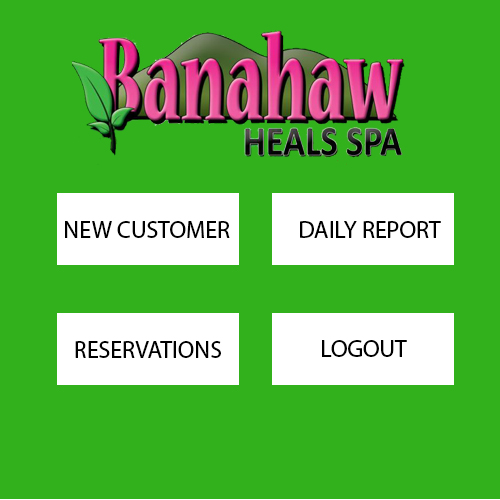 Banahaw
HEALS SPA
NEW CUSTOMER
DAILY REPORT
RESERVATIONS
LOGOUT